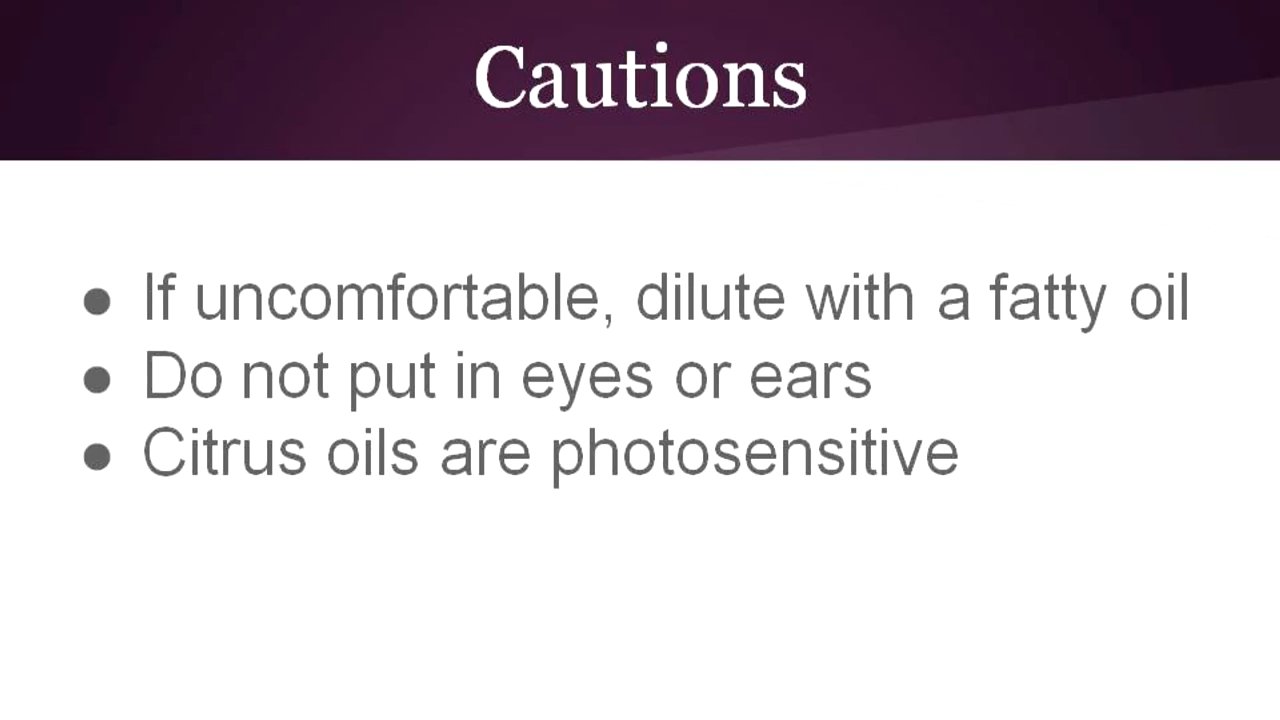 Cautions
● If uncomfortable, dilute with a fatty oil
● Do not put in eyes or ears
● Citrus oils are photosensitive